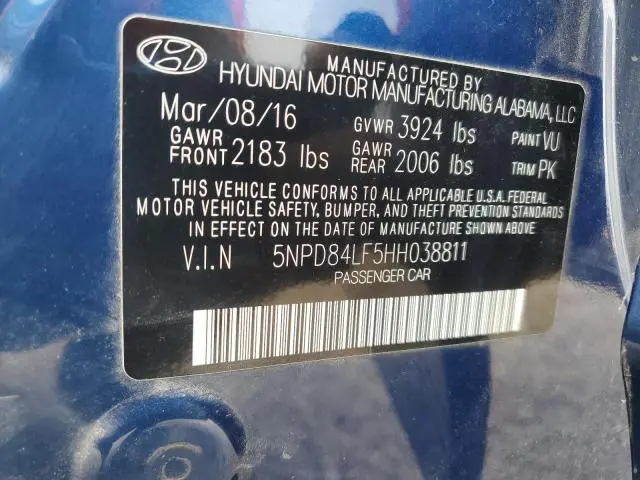 MANUFACTURED BY
HYUNDAI MOTOR MANUFACTURING ALABAMA, LLC
Mar/08/16 GVWR 3924 lbs PAINT VU
GAWR FRONT 2183 lbs GAWR REAR 2006 lbs TRIM PK
THIS VEHICLE CONFORMS TO ALL APPLICABLE U.S.A. FEDERAL
MOTOR VEHICLE SAFETY, BUMPER, AND THEFT PREVENTION STANDARDS
IN EFFECT ON THE DATE OF MANUFACTURE SHOWN ABOVE.
V.I.N 5NPD84LF5HH038811
PASSENGER CAR